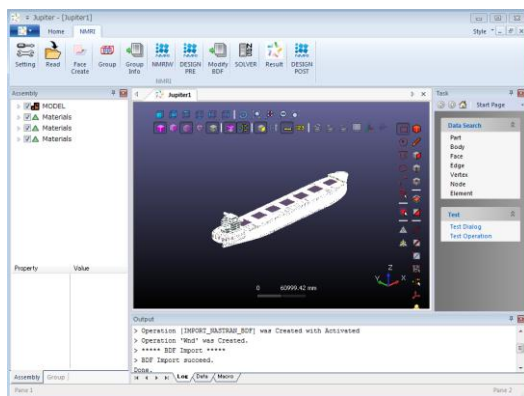 Jupiter - [Jupiter1]
Home NMRI Style
Setting Read Face Create Group Group Info NMRIW DESIGN PRE Modify BDF SOLVER Result DESIGN POST
NMRI
Assembly
MODEL
Materials
Materials
Materials
Property Value
Assembly Group
Jupiter1
0 60999.42 mm
Z
Y X
Task
Start Page
Data Search
Part
Body
Face
Edge
Vertex
Node
Element
Test
Test Dialog
Test Operation
Output
> Operation [IMPORT_NASTRAN_BDF] was Created with Activated
> Operation "Wnd" was Created.
> ***** BDF Import *****
> BDF Import succeed.
Done.
Log Data Macro
Pane 1 Pane 2